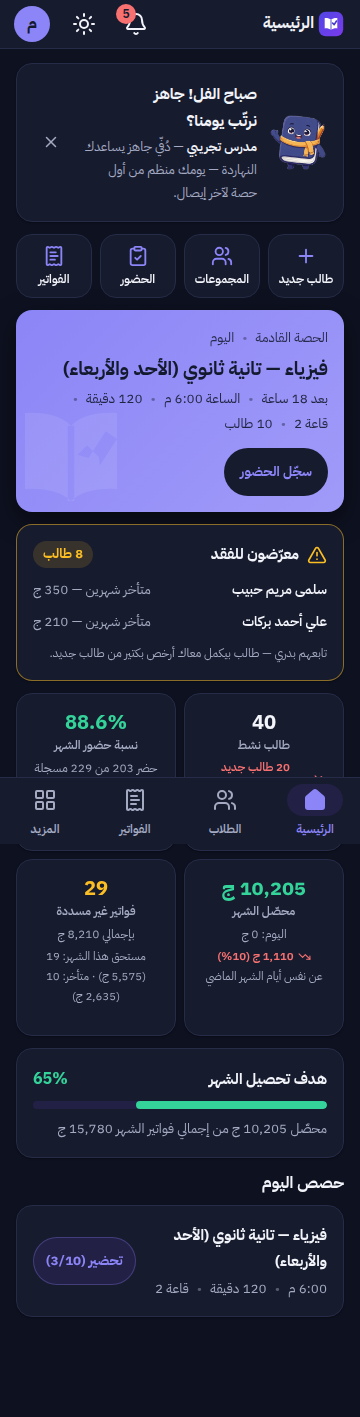 الرئيسية
5
م
صباح الفل! جاهز
نرتّب يومنا؟
مدرس تجريبي — دُقّي جاهز يساعدك
النهاردة — يومك منظم من أول
حصة لآخر إيصال.
طالب جديد
المجموعات
الحضور
الفواتير
الحصة القادمة • اليوم
فيزياء — تانية ثانوي (الأحد والأربعاء)
بعد 18 ساعة • الساعة 6:00 م • 120 دقيقة •
قاعة 2 • 10 طالب
سجّل الحضور
معرّضون للفقد
8 طالب
سلمى مريم حبيب
متأخر شهرين — 350 ج
علي أحمد بركات
متأخر شهرين — 210 ج
تابعهم بدري — طالب بيكمل معاك أرخص بكتير من طالب جديد.
40
طالب نشط
20 طالب جديد
88.6%
نسبة حضور الشهر
حضر 203 من 229 مسجلة
الرئيسية
الطلاب
الفواتير
المزيد
10,205 ج
محصّل الشهر
اليوم: 0 ج
1,110 ج (10%)
عن نفس أيام الشهر الماضي
29
فواتير غير مسددة
بإجمالي 8,210 ج
مستحق هذا الشهر: 19
(5,575 ج) · متأخر: 10
(2,635 ج)
هدف تحصيل الشهر
65%
محصّل 10,205 ج من إجمالي فواتير الشهر 15,780 ج
حصص اليوم
فيزياء — تانية ثانوي (الأحد
والأربعاء)
6:00 م • 120 دقيقة • قاعة 2
تحضير (3/10)